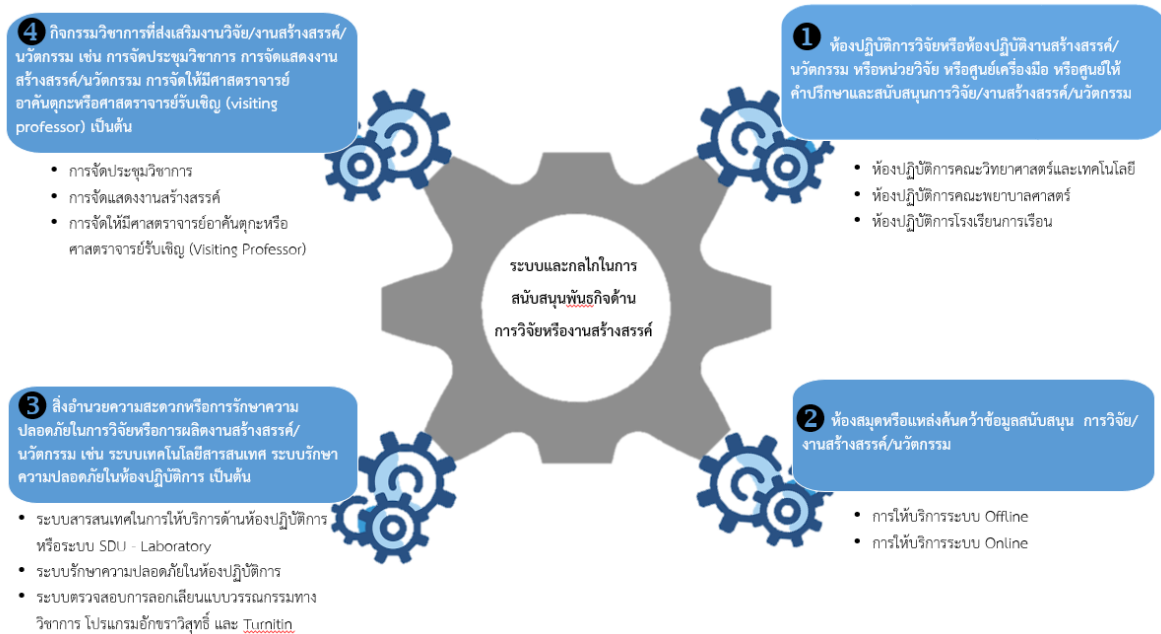 ระบบและกลไกในการ
สนับสนุนพันธกิจด้าน
การวิจัยหรืองานสร้างสรรค์
1 ห้องปฏิบัติการวิจัยหรือห้องปฏิบัติงานสร้างสรรค์/
นวัตกรรม หรือหน่วยวิจัย หรือศูนย์เครื่องมือ หรือศูนย์ให้
คำปรึกษาและสนับสนุนการวิจัย/งานสร้างสรรค์/นวัตกรรม
• ห้องปฏิบัติการคณะวิทยาศาสตร์และเทคโนโลยี
• ห้องปฏิบัติการคณะพยาบาลศาสตร์
• ห้องปฏิบัติการโรงเรียนการเรือน
2 ห้องสมุดหรือแหล่งค้นคว้าข้อมูลสนับสนุน การวิจัย/
งานสร้างสรรค์/นวัตกรรม
• การให้บริการระบบ Offline
• การให้บริการระบบ Online
3 สิ่งอำนวยความสะดวกหรือการรักษาความ
ปลอดภัยในการวิจัยหรือการผลิตงานสร้างสรรค์/
นวัตกรรม เช่น ระบบเทคโนโลยีสารสนเทศ ระบบรักษา
ความปลอดภัยในห้องปฏิบัติการ เป็นต้น
• ระบบสารสนเทศในการให้บริการด้านห้องปฏิบัติการ
หรือระบบ SDU - Laboratory
• ระบบรักษาความปลอดภัยในห้องปฏิบัติการ
• ระบบตรวจสอบการลอกเลียนแบบวรรณกรรมทาง
วิชาการ โปรแกรมอักขราวิสุทธิ์ และ Turnitin
4 กิจกรรมวิชาการที่ส่งเสริมงานวิจัย/งานสร้างสรรค์/
นวัตกรรม เช่น การจัดประชุมวิชาการ การจัดแสดงงาน
สร้างสรรค์/นวัตกรรม การจัดให้มีศาสตราจารย์
อาคันตุกะหรือศาสตราจารย์รับเชิญ (visiting
professor) เป็นต้น
• การจัดประชุมวิชาการ
• การจัดแสดงงานสร้างสรรค์
• การจัดให้มีศาสตราจารย์อาคันตุกะหรือ
ศาสตราจารย์รับเชิญ (Visiting Professor)